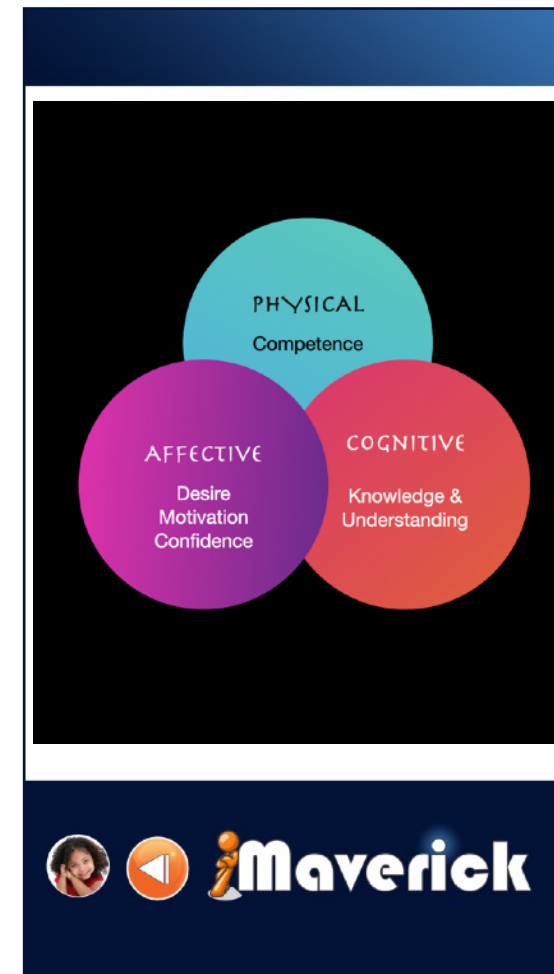 PHYSICAL
Competence
AFFECTIVE
Desire
Motivation
Confidence
COGNITIVE
Knowledge &
Understanding
iMaverick